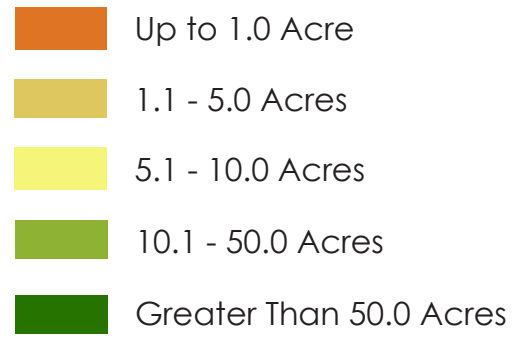 Up to 1.0 Acre
1.1 - 5.0 Acres
5.1 - 10.0 Acres
10.1 - 50.0 Acres
Greater Than 50.0 Acres